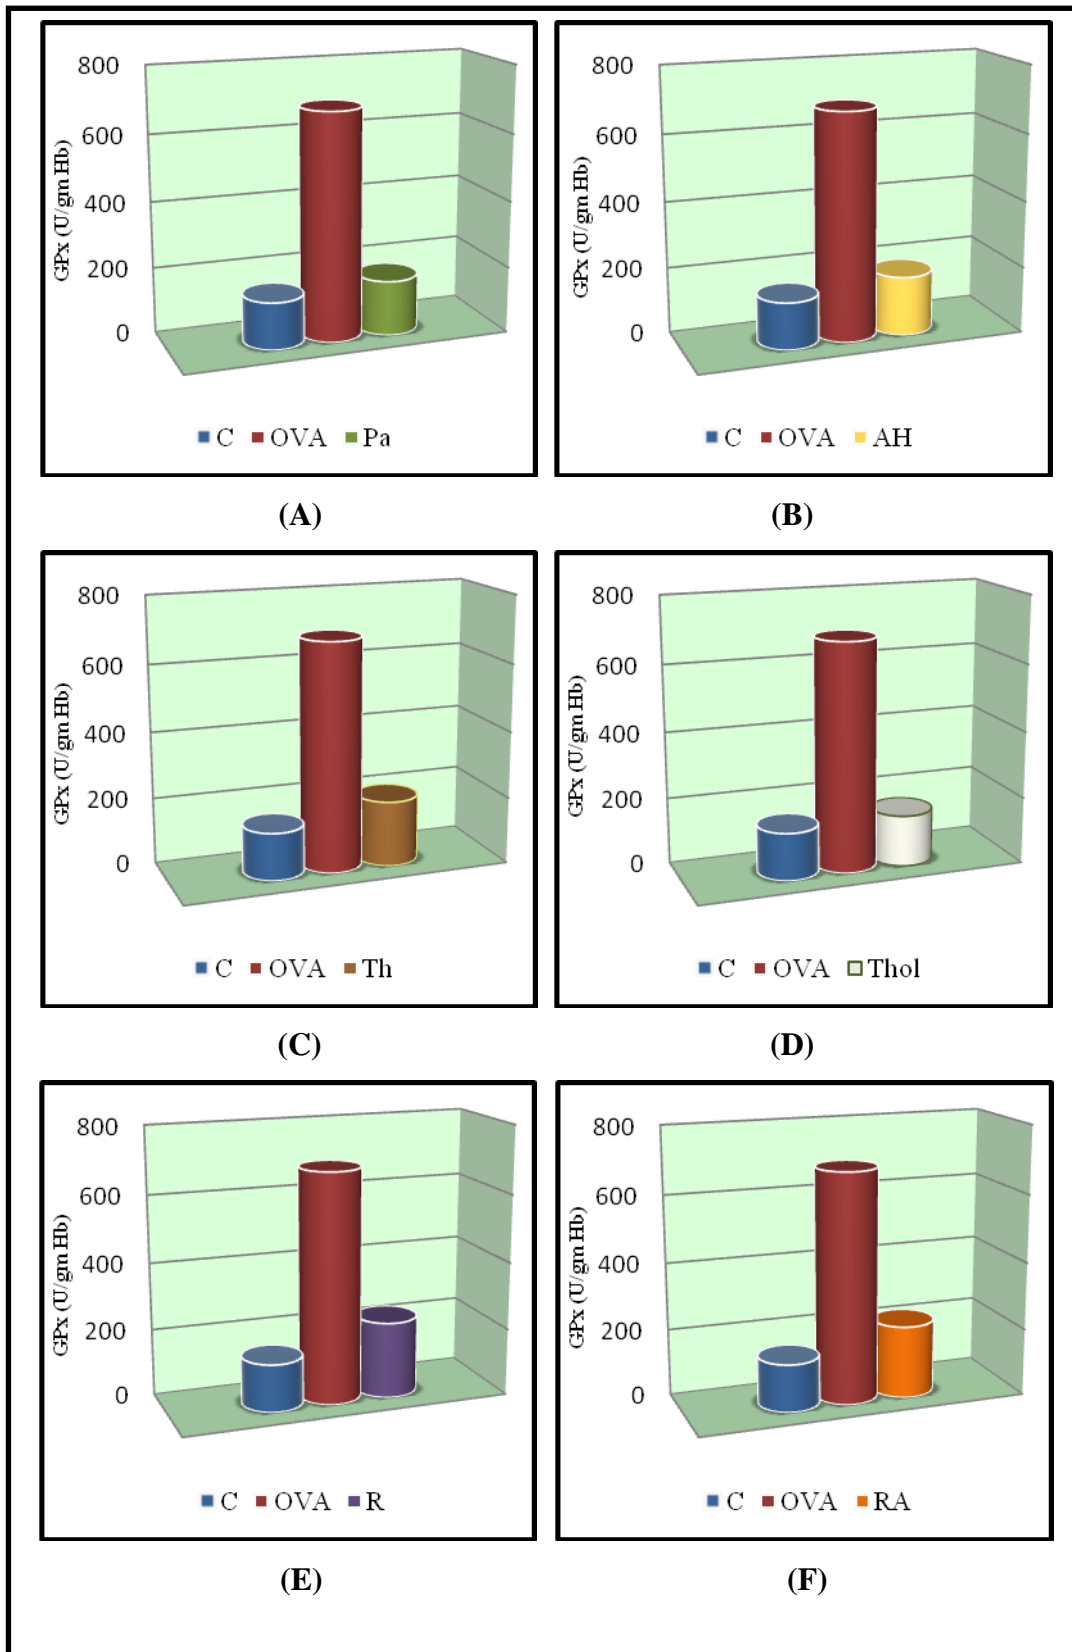 800
600
400
200
0
GPx (U/gm Hb)
C OVA Pa
(A)
800
600
400
200
0
GPx (U/gm Hb)
C OVA AH
(B)
800
600
400
200
0
GPx (U/gm Hb)
C OVA Th
(C)
800
600
400
200
0
GPx (U/gm Hb)
C OVA Thol
(D)
800
600
400
200
0
GPx (U/gm Hb)
C OVA R
(E)
800
600
400
200
0
GPx (U/gm Hb)
C OVA RA
(F)